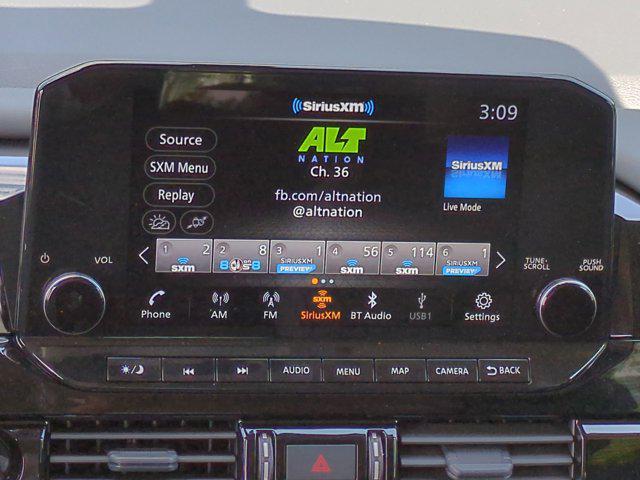 SiriusXM
3:09
Source
ALT
NATION
SXM Menu
Ch. 36
SiriusXM
Replay
fb.com/altnation
@altnation
Live Mode
1 2 sxm
2 8 80s8
3 1 SIRIUSXM PREVIEW
4 56 sxm
5 114 sxm
6 1 SIRIUSXM PREVIEW
VOL
TUNE·
SCROLL
PUSH
SOUND
Phone
AM
FM
sxm
SiriusXM
BT Audio
USB1
Settings
AUDIO
MENU
MAP
CAMERA
BACK